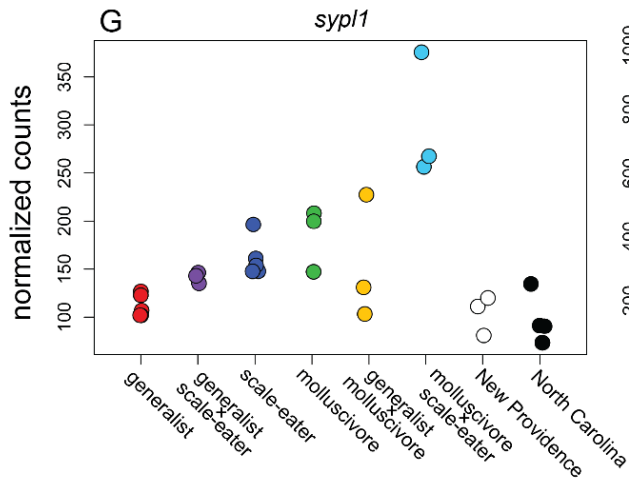 G
sypl1
normalized counts
350
300
250
200
150
100
1000
800
600
400
200
generalist
generalist
×
scale-eater
scale-eater
molluscivore
generalist
×
molluscivore
molluscivore
×
scale-eater
New Providence
North Carolina